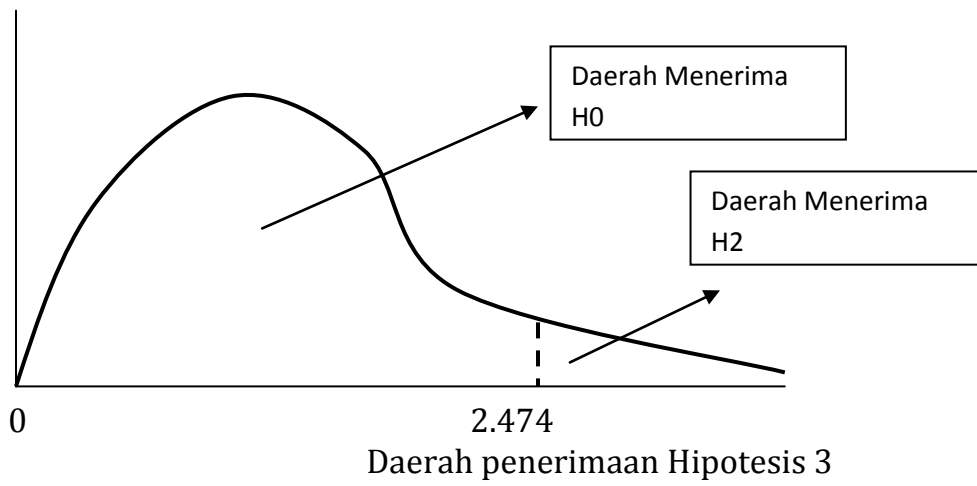 Daerah Menerima
H0
Daerah Menerima
H2
0
2.474
Daerah penerimaan Hipotesis 3